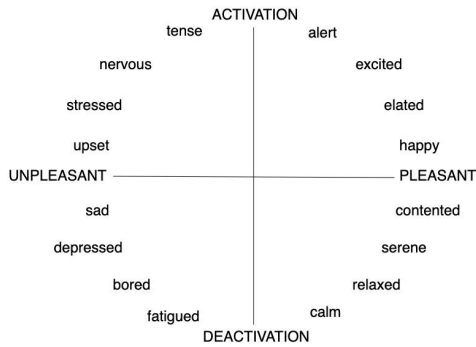 ACTIVATION
tense alert
nervous excited
stressed elated
upset happy
UNPLEASANT PLEASANT
sad contented
depressed serene
bored relaxed
fatigued calm
DEACTIVATION